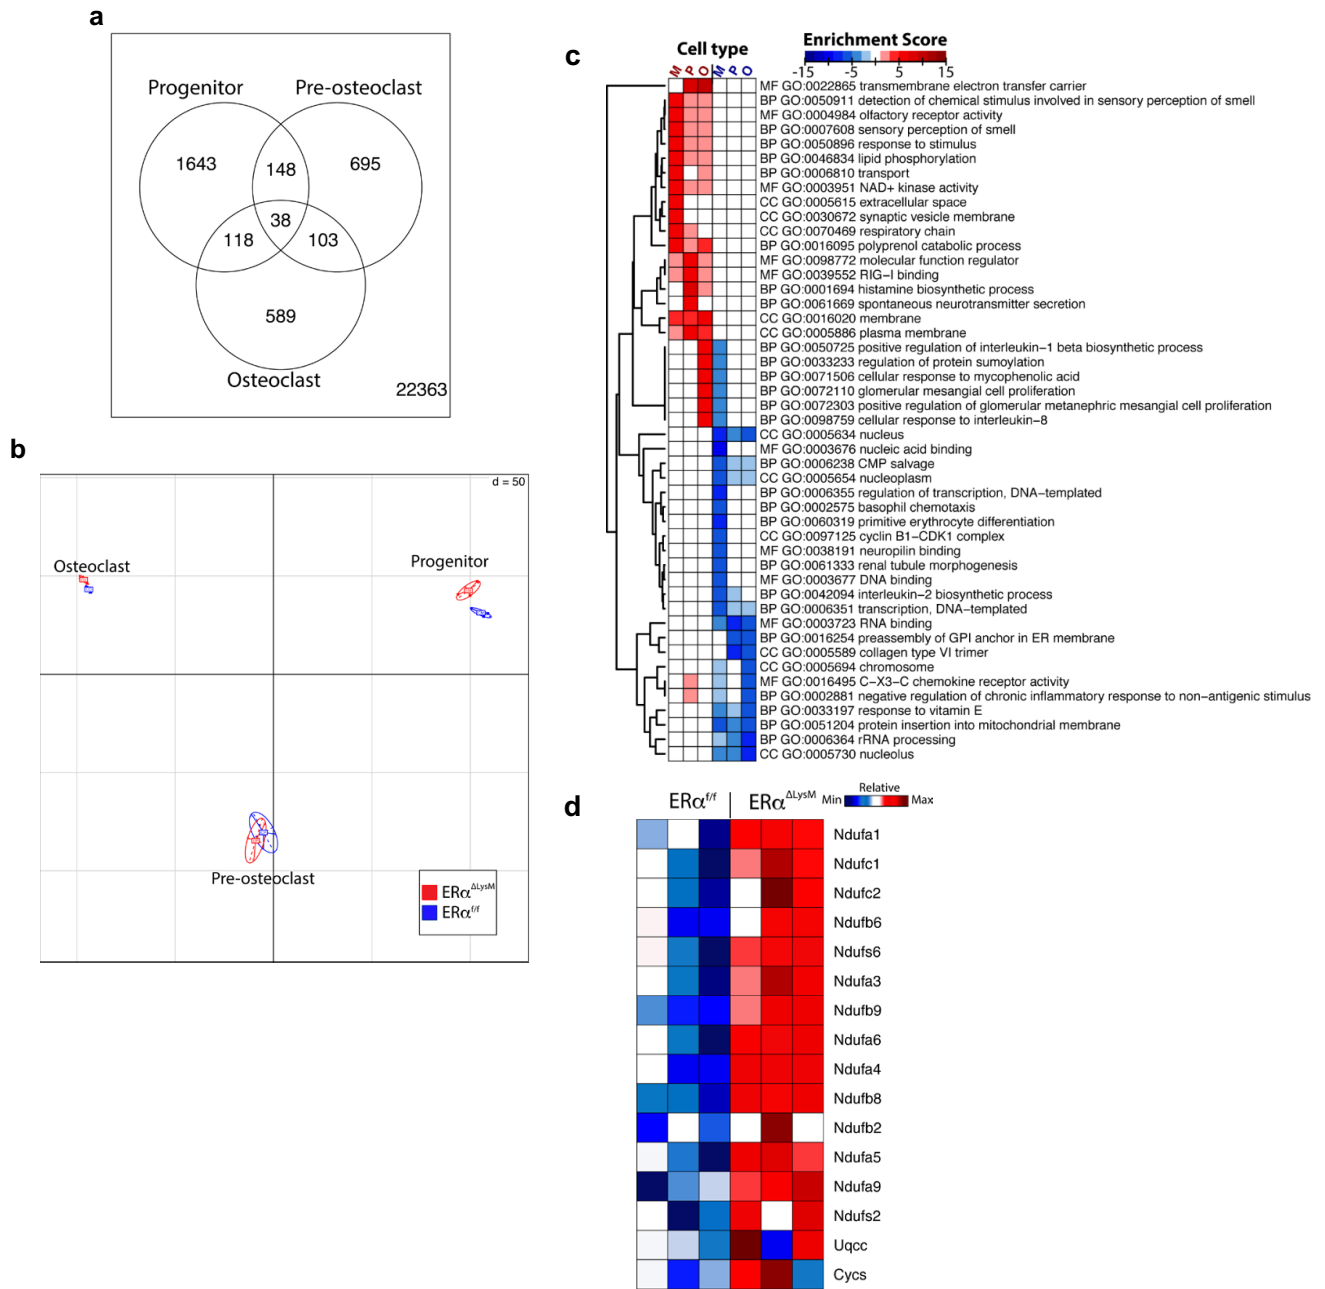 a
Progenitor Pre-osteoclast
1643 148 695
38
118 103
589
Osteoclast
22363
b
d = 50
Osteoclast
Progenitor
Pre-osteoclast
ERα^ΔLysM
ERα^f/f
c
Cell type
M P O M P O
Enrichment Score
-15 -5 5 15
MF GO:0022865 transmembrane electron transfer carrier
BP GO:0050911 detection of chemical stimulus involved in sensory perception of smell
MF GO:0004984 olfactory receptor activity
BP GO:0007608 sensory perception of smell
BP GO:0050896 response to stimulus
BP GO:0046834 lipid phosphorylation
BP GO:0006810 transport
MF GO:0003951 NAD+ kinase activity
CC GO:0005615 extracellular space
CC GO:0030672 synaptic vesicle membrane
CC GO:0070469 respiratory chain
BP GO:0016095 polyprenol catabolic process
MF GO:0098772 molecular function regulator
MF GO:0039552 RIG−I binding
BP GO:0001694 histamine biosynthetic process
BP GO:0061669 spontaneous neurotransmitter secretion
CC GO:0016020 membrane
CC GO:0005886 plasma membrane
BP GO:0050725 positive regulation of interleukin−1 beta biosynthetic process
BP GO:0033233 regulation of protein sumoylation
BP GO:0071506 cellular response to mycophenolic acid
BP GO:0072110 glomerular mesangial cell proliferation
BP GO:0072303 positive regulation of glomerular metanephric mesangial cell proliferation
BP GO:0098759 cellular response to interleukin−8
CC GO:0005634 nucleus
MF GO:0003676 nucleic acid binding
BP GO:0006238 CMP salvage
CC GO:0005654 nucleoplasm
BP GO:0006355 regulation of transcription, DNA−templated
BP GO:0002575 basophil chemotaxis
BP GO:0060319 primitive erythrocyte differentiation
CC GO:0097125 cyclin B1−CDK1 complex
MF GO:0038191 neuropilin binding
BP GO:0061333 renal tubule morphogenesis
MF GO:0003677 DNA binding
BP GO:0042094 interleukin−2 biosynthetic process
BP GO:0006351 transcription, DNA−templated
MF GO:0003723 RNA binding
BP GO:0016254 preassembly of GPI anchor in ER membrane
CC GO:0005589 collagen type VI trimer
CC GO:0005694 chromosome
MF GO:0016495 C−X3−C chemokine receptor activity
BP GO:0002881 negative regulation of chronic inflammatory response to non−antigenic stimulus
BP GO:0033197 response to vitamin E
BP GO:0051204 protein insertion into mitochondrial membrane
BP GO:0006364 rRNA processing
CC GO:0005730 nucleolus
d
ERα^f/f ERα^ΔLysM
Relative
Min Max
Ndufa1
Ndufc1
Ndufc2
Ndufb6
Ndufs6
Ndufa3
Ndufb9
Ndufa6
Ndufa4
Ndufb8
Ndufb2
Ndufa5
Ndufa9
Ndufs2
Uqcc
Cycs